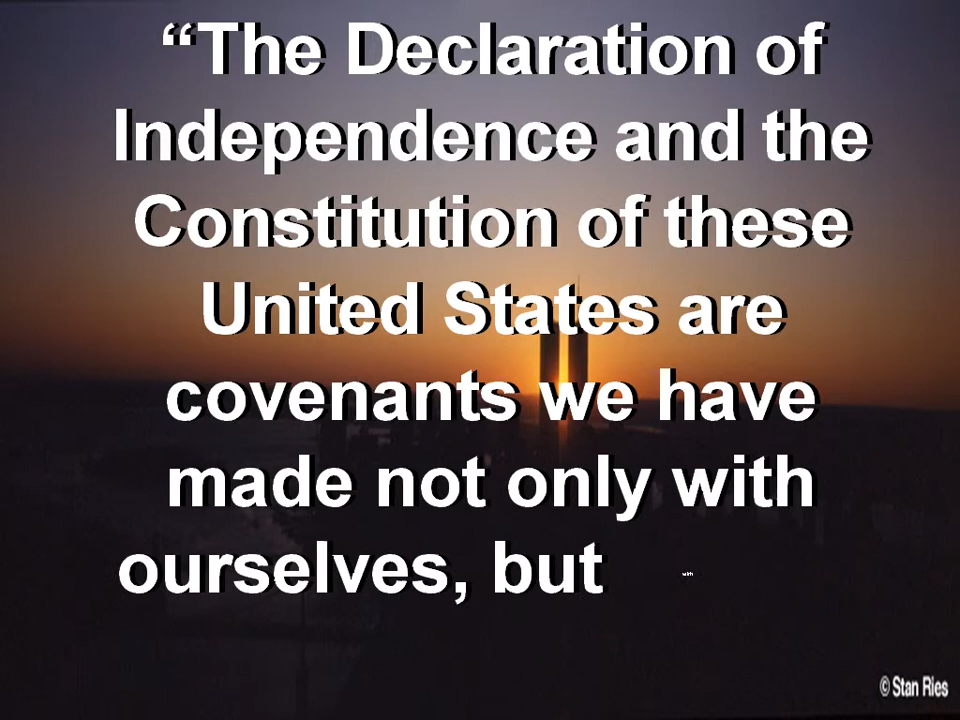 “The Declaration of
Independence and the
Constitution of these
United States are
covenants we have
made not only with
ourselves, but with
© Stan Ries